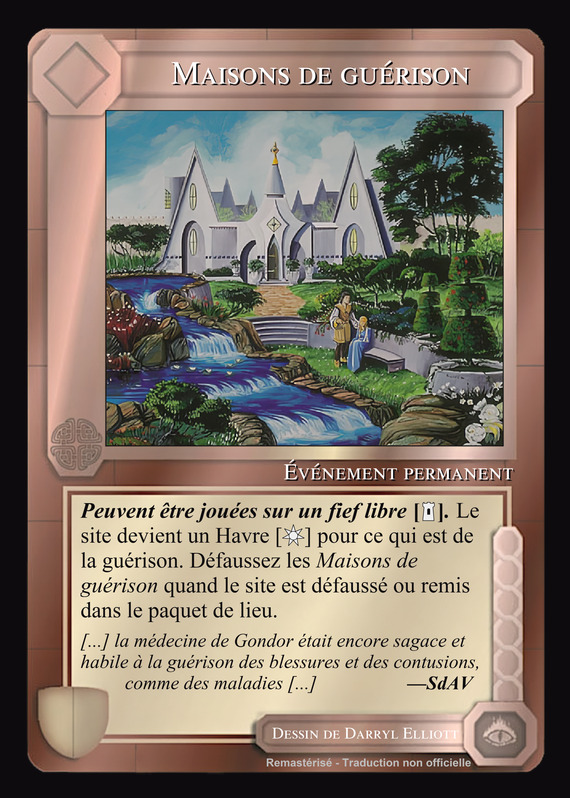 Maisons de guérison
Événement permanent
Peuvent être jouées sur un fief libre []. Le
site devient un Havre [] pour ce qui est de
la guérison. Défaussez les Maisons de
guérison quand le site est défaussé ou remis
dans le paquet de lieu.
[...] la médecine de Gondor était encore sagace et
habile à la guérison des blessures et des contusions,
comme des maladies [...] —SdAV
Dessin de Darryl Elliott
Remastérisé - Traduction non officielle